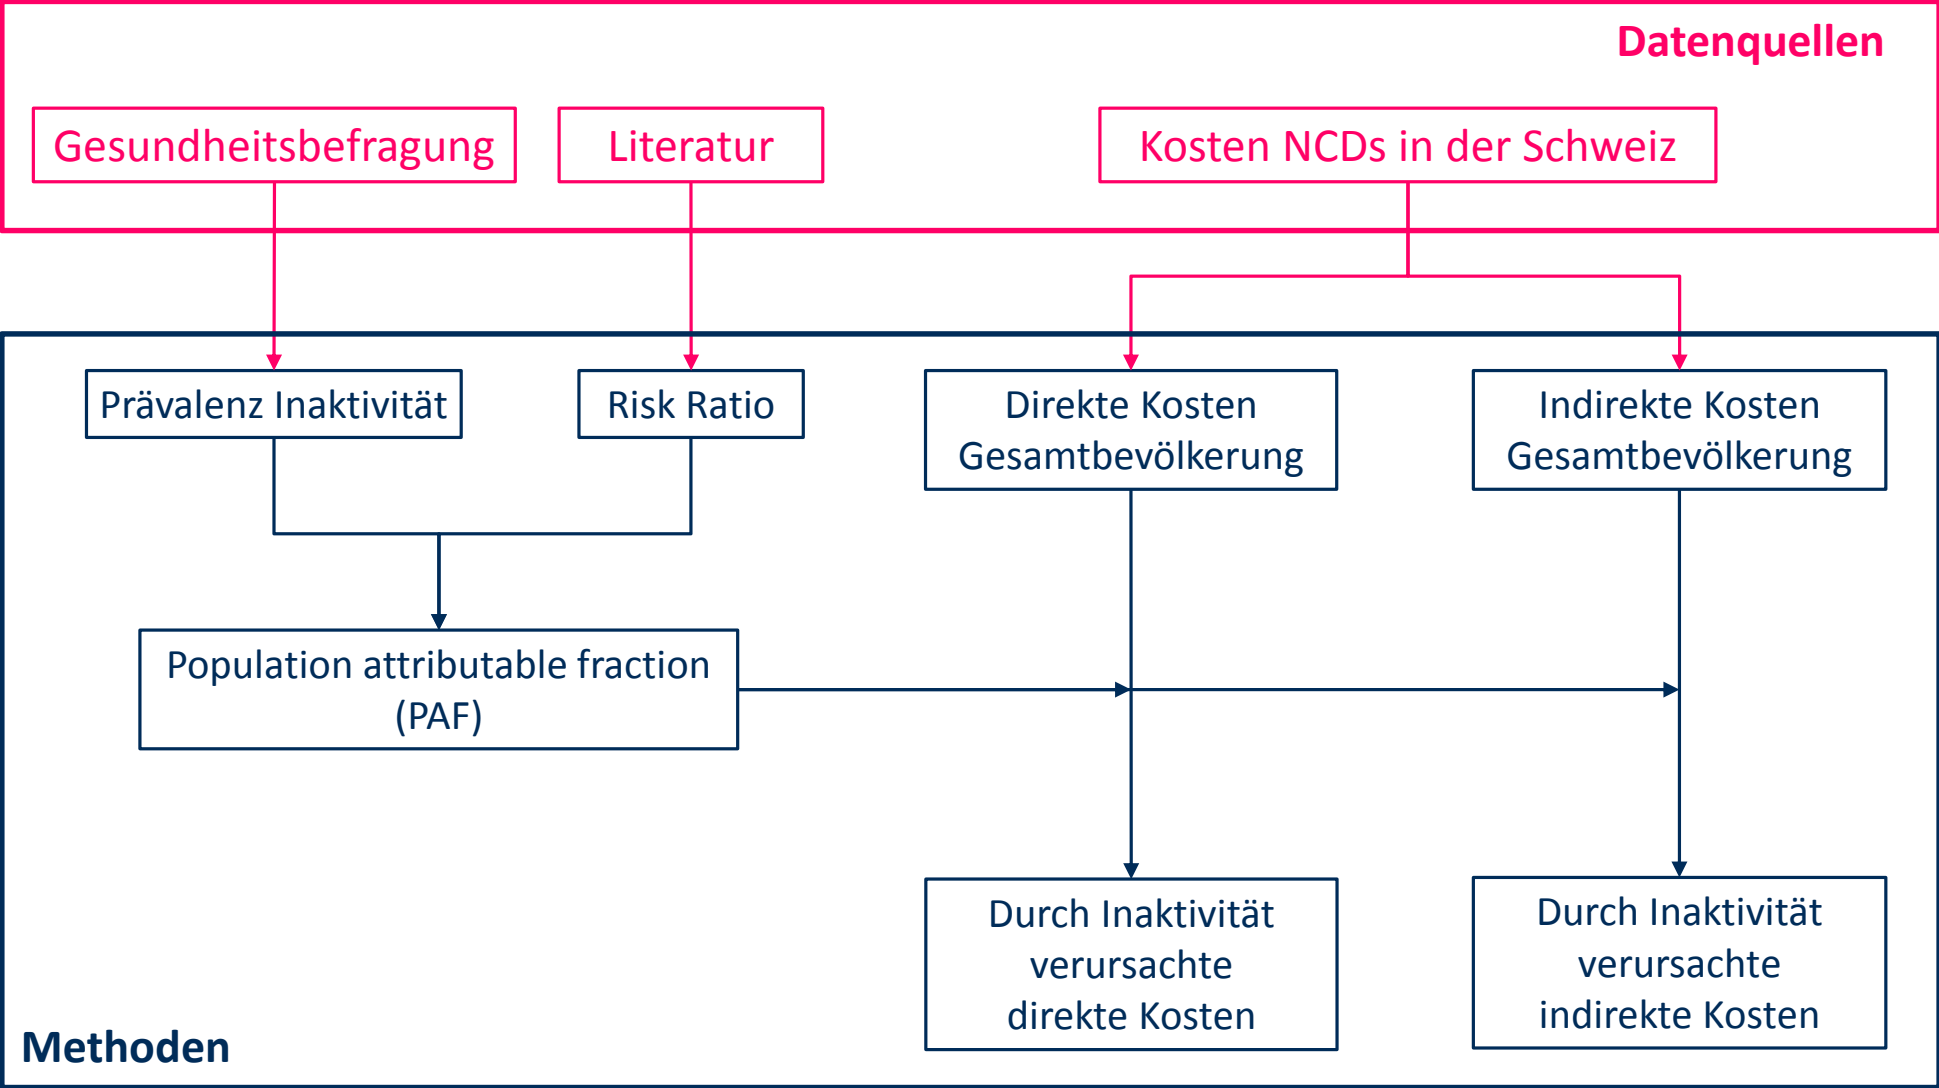 Datenquellen
Gesundheitsbefragung
Literatur
Kosten NCDs in der Schweiz
Prävalenz Inaktivität
Risk Ratio
Direkte Kosten
Gesamtbevölkerung
Indirekte Kosten
Gesamtbevölkerung
Population attributable fraction
(PAF)
Durch Inaktivität
verursachte
direkte Kosten
Durch Inaktivität
verursachte
indirekte Kosten
Methoden